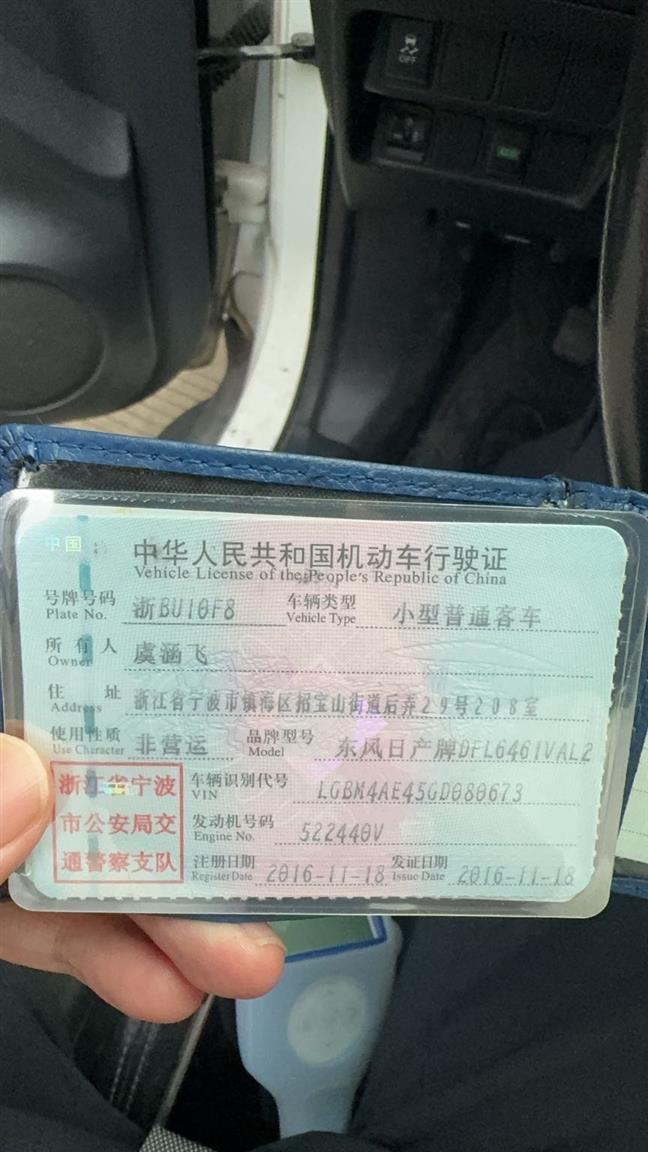 OFF
中国
中华人民共和国机动车行驶证
Vehicle License of the People's Republic of China
号牌号码 浙BU10F8 车辆类型 小型普通客车
Plate No. Vehicle Type
所有人 虞涵飞
Owner
住址 浙江省宁波市镇海区招宝山街道后弄29号208室
Address
使用性质 非营运 品牌型号 东风日产牌DFL6461VAL2
Use Character Model
浙江省宁波
市公安局交
通警察支队
车辆识别代号 LGBM4AE45GD080673
VIN
发动机号码 522440V
Engine No.
注册日期 2016-11-18 发证日期 2016-11-18
Register Date Issue Date